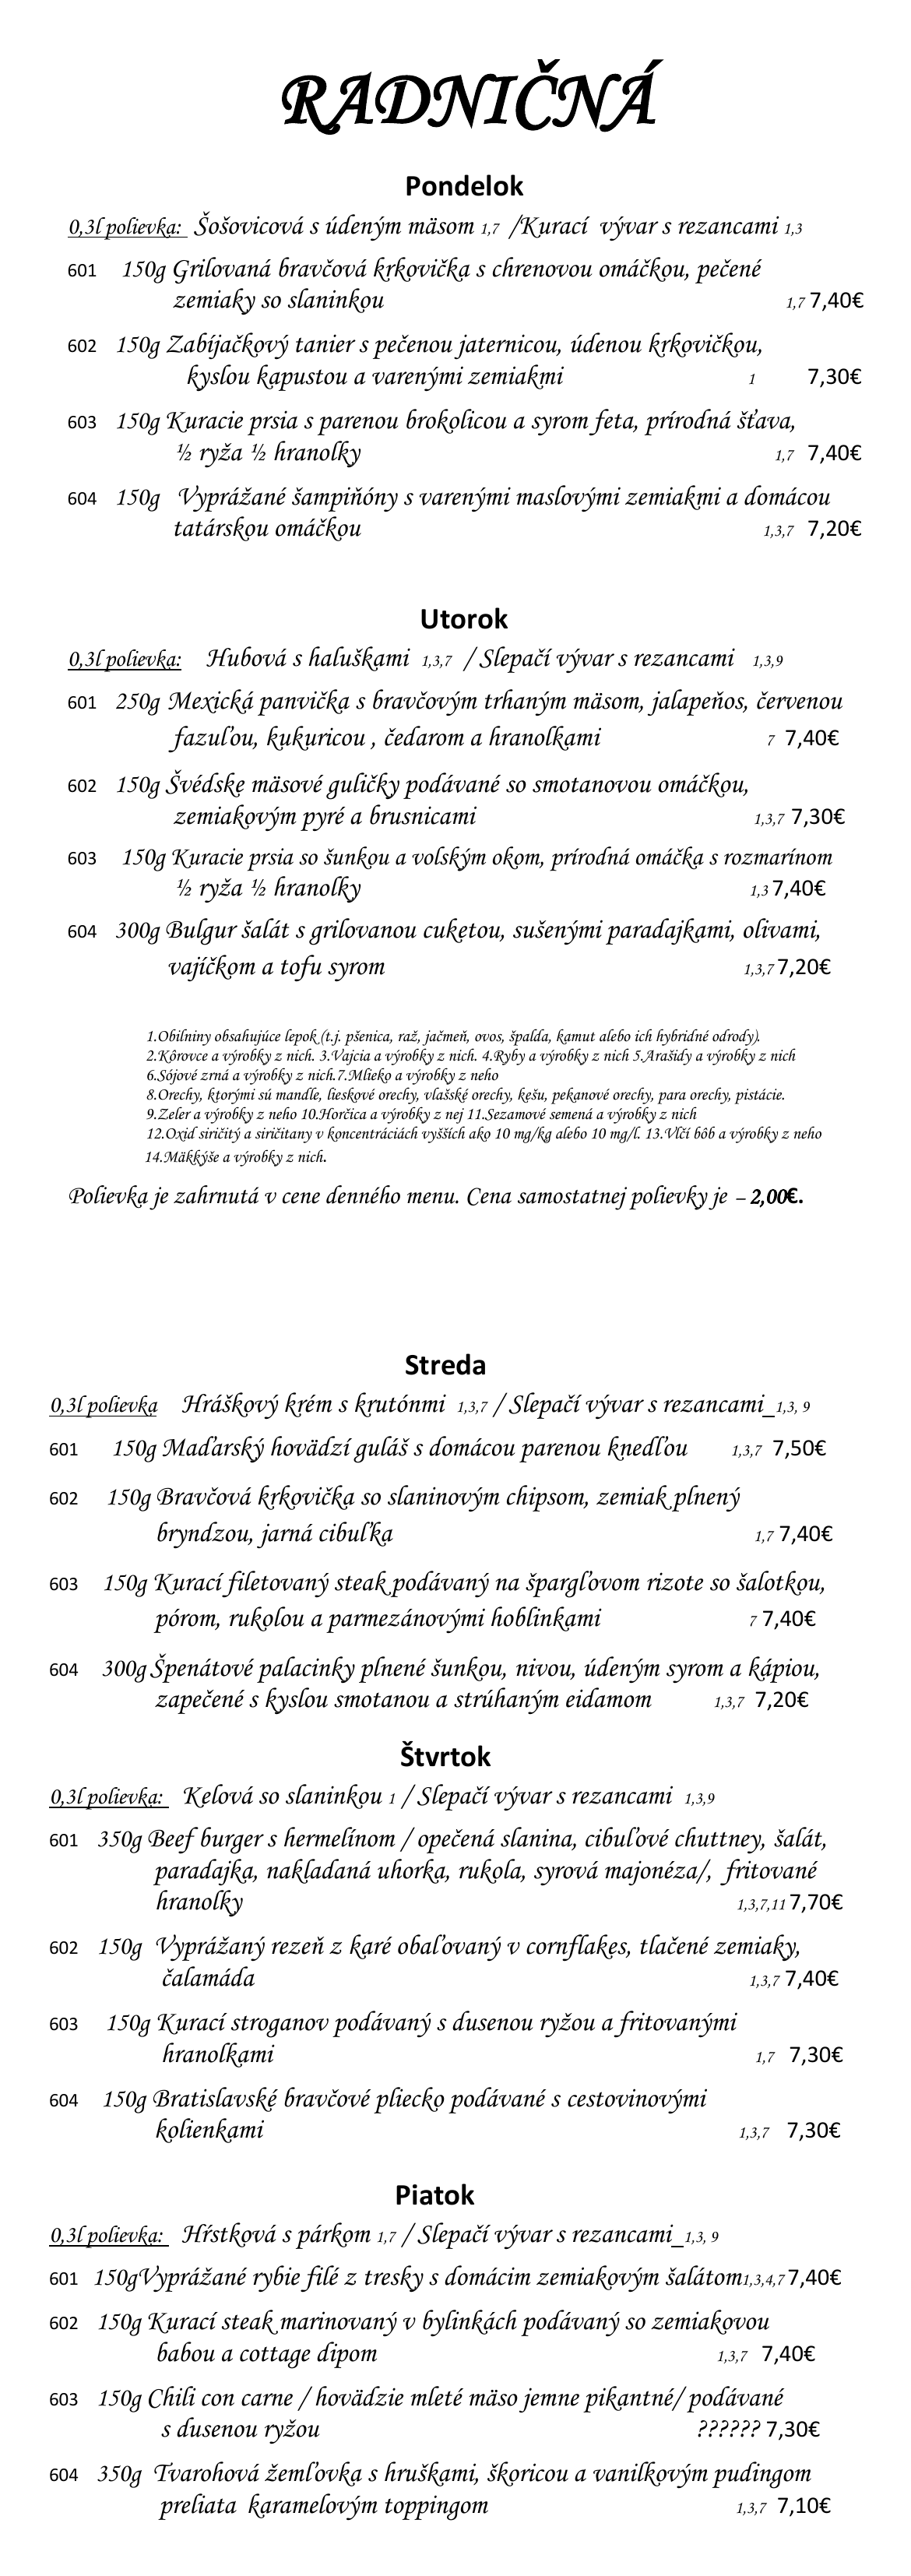 RADNIČNÁ
Pondelok
0,3l polievka: Šošovicová s údeným mäsom 1,7 /Kurací vývar s rezancami 1,3
601 150g Grilovaná bravčová krkovička s chrenovou omáčkou, pečené
zemiaky so slaninkou 1,7 7,40€
602 150g Zabíjačkový tanier s pečenou jaternicou, údenou krkovičkou,
kyslou kapustou a varenými zemiakmi 1 7,30€
603 150g Kuracie prsia s parenou brokolicou a syrom feta, prírodná šťava,
½ ryža ½ hranolky 1,7 7,40€
604 150g Vyprážané šampiňóny s varenými maslovými zemiakmi a domácou
tatárskou omáčkou 1,3,7 7,20€
Utorok
0,3l polievka: Hubová s haluškami 1,3,7 / Slepačí vývar s rezancami 1,3,9
601 250g Mexická panvička s bravčovým trhaným mäsom, jalapeňos, červenou
fazuľou, kukuricou , čedarom a hranolkami 7 7,40€
602 150g Švédske mäsové guličky podávané so smotanovou omáčkou,
zemiakovým pyré a brusnicami 1,3,7 7,30€
603 150g Kuracie prsia so šunkou a volským okom, prírodná omáčka s rozmarínom
½ ryža ½ hranolky 1,3 7,40€
604 300g Bulgur šalát s grilovanou cuketou, sušenými paradajkami, olivami,
vajíčkom a tofu syrom 1,3,7 7,20€
1.Obilniny obsahujúce lepok (t.j. pšenica, raž, jačmeň, ovos, špalda, kamut alebo ich hybridné odrody).
2.Kôrovce a výrobky z nich. 3.Vajcia a výrobky z nich. 4.Ryby a výrobky z nich 5.Arašidy a výrobky z nich
6.Sójové zrná a výrobky z nich.7.Mlieko a výrobky z neho
8.Orechy, ktorými sú mandle, lieskové orechy, vlašské orechy, kešu, pekanové orechy, para orechy, pistácie.
9.Zeler a výrobky z neho 10.Horčica a výrobky z nej 11.Sezamové semená a výrobky z nich
12.Oxid siričitý a siričitany v koncentráciách vyšších ako 10 mg/kg alebo 10 mg/l. 13.Vlčí bôb a výrobky z neho
14.Mäkkýše a výrobky z nich.
Polievka je zahrnutá v cene denného menu. Cena samostatnej polievky je – 2,00€.
Streda
0,3l polievka Hráškový krém s krutónmi 1,3,7 / Slepačí vývar s rezancami_1,3, 9
601 150g Maďarský hovädzí guláš s domácou parenou knedľou 1,3,7 7,50€
602 150g Bravčová krkovička so slaninovým chipsom, zemiak plnený
bryndzou, jarná cibuľka 1,7 7,40€
603 150g Kurací filetovaný steak podávaný na špargľovom rizote so šalotkou,
pórom, rukolou a parmezánovými hoblinkami 7 7,40€
604 300g Špenátové palacinky plnené šunkou, nivou, údeným syrom a kápiou,
zapečené s kyslou smotanou a strúhaným eidamom 1,3,7 7,20€
Štvrtok
0,3l polievka: Kelová so slaninkou 1 / Slepačí vývar s rezancami 1,3,9
601 350g Beef burger s hermelínom / opečená slanina, cibuľové chuttney, šalát,
paradajka, nakladaná uhorka, rukola, syrová majonéza/, fritované
hranolky 1,3,7,11 7,70€
602 150g Vyprážaný rezeň z karé obaľovaný v cornflakes, tlačené zemiaky,
čalamáda 1,3,7 7,40€
603 150g Kurací stroganov podávaný s dusenou ryžou a fritovanými
hranolkami 1,7 7,30€
604 150g Bratislavské bravčové pliecko podávané s cestovinovými
kolienkami 1,3,7 7,30€
Piatok
0,3l polievka: Hŕstková s párkom 1,7 / Slepačí vývar s rezancami_1,3, 9
601 150gVyprážané rybie filé z tresky s domácim zemiakovým šalátom1,3,4,7 7,40€
602 150g Kurací steak marinovaný v bylinkách podávaný so zemiakovou
babou a cottage dipom 1,3,7 7,40€
603 150g Chili con carne / hovädzie mleté mäso jemne pikantné/ podávané
s dusenou ryžou ?????? 7,30€
604 350g Tvarohová žemľovka s hruškami, škoricou a vanilkovým pudingom
preliata karamelovým toppingom 1,3,7 7,10€